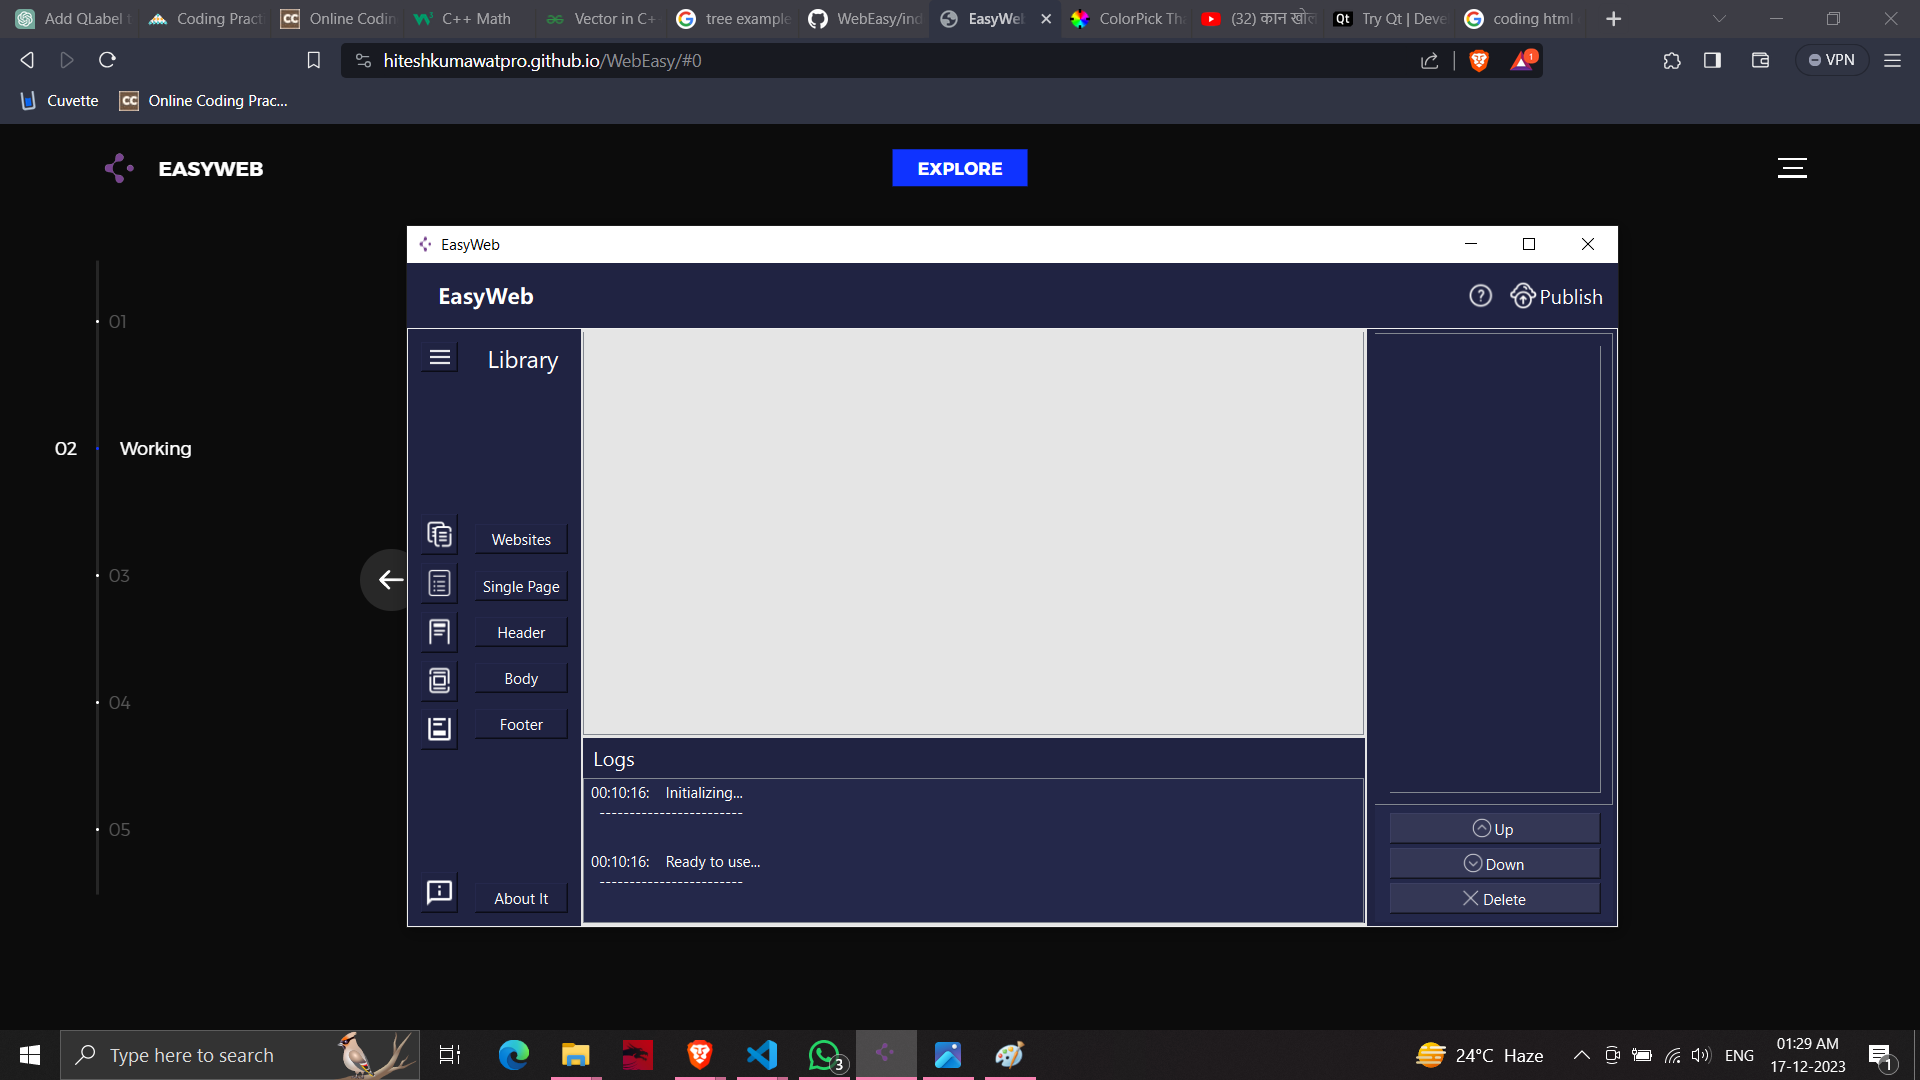 Add QLabel t
Coding Pract
Online Codin
C++ Math
Vector in C+
tree example
WebEasy/ind
EasyWeb
ColorPick Th
(32) कान खोल
Try Qt | Deve
coding html
hiteshkumawatpro.github.io/WebEasy/#0
1
VPN
Cuvette
Online Coding Prac...
EASYWEB
EXPLORE
01
02 Working
03
04
05
EasyWeb
EasyWeb
? Publish
Library
Websites
Single Page
Header
Body
Footer
About It
Logs
00:10:16: Initializing...
------------------------
00:10:16: Ready to use...
------------------------
Up
Down
Delete
Type here to search
3
24°C Haze
ENG
01:29 AM
17-12-2023
1